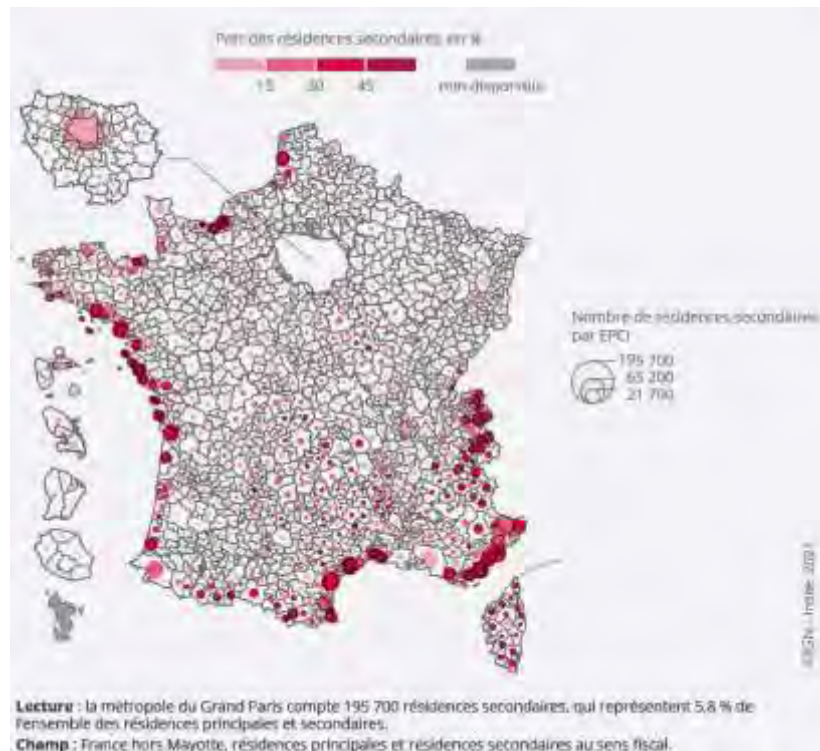 Part des résidences secondaires, en %
15 30 45 non disponible
Nombre de résidences secondaires
par EPCI
195 700
65 200
21 700
©IGN - Insee 2021
Lecture : la métropole du Grand Paris compte 195 700 résidences secondaires, qui représentent 5,8 % de
l'ensemble des résidences principales et secondaires.
Champ : France hors Mayotte, résidences principales et résidences secondaires au sens fiscal.